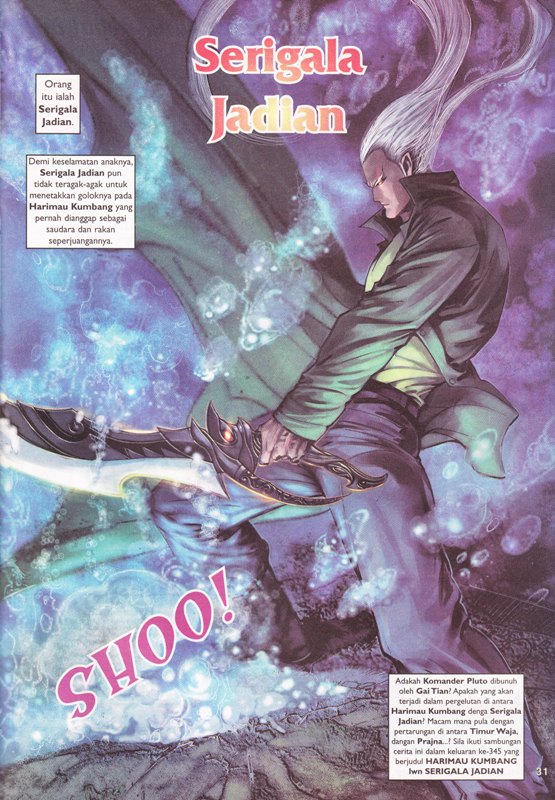 Serigala
Jadian
Orang
itu ialah
Serigala
Jadian.
Demi keselamatan anaknya,
Serigala Jadian pun
tidak teragak-agak untuk
menetakkan goloknya pada
Harimau Kumbang yang
pernah dianggap sebagai
saudara dan rakan
seperjuangannya.
SHOO!
Adakah Komander Pluto dibunuh
oleh Gai Tian? Apakah yang akan
terjadi dalam pergelutan di antara
Harimau Kumbang denga Serigala
Jadian? Macam mana pula dengan
pertarungan di antara Timur Waja,
dangan Prajna...? Sila ikuti sambungan
cerita ini dalam keluaran ke-345 yang
berjudul HARIMAU KUMBANG
lwn SERIGALA JADIAN
31